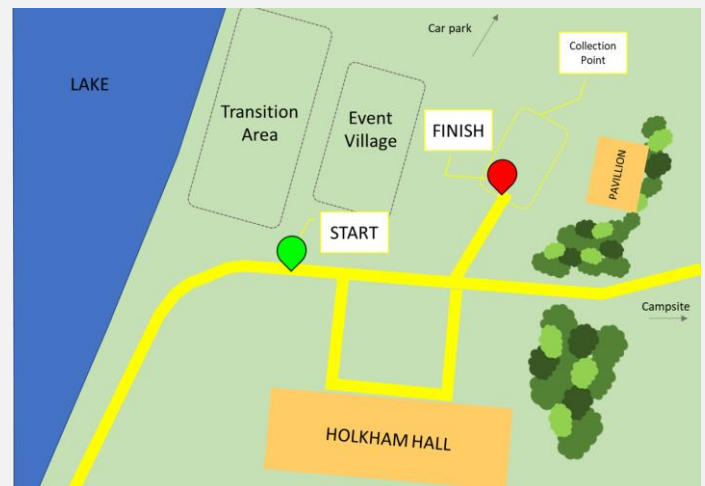 Car park
Collection
Point
LAKE
Transition
Area
Event
Village
FINISH
PAVILLION
START
Campsite
HOLKHAM HALL